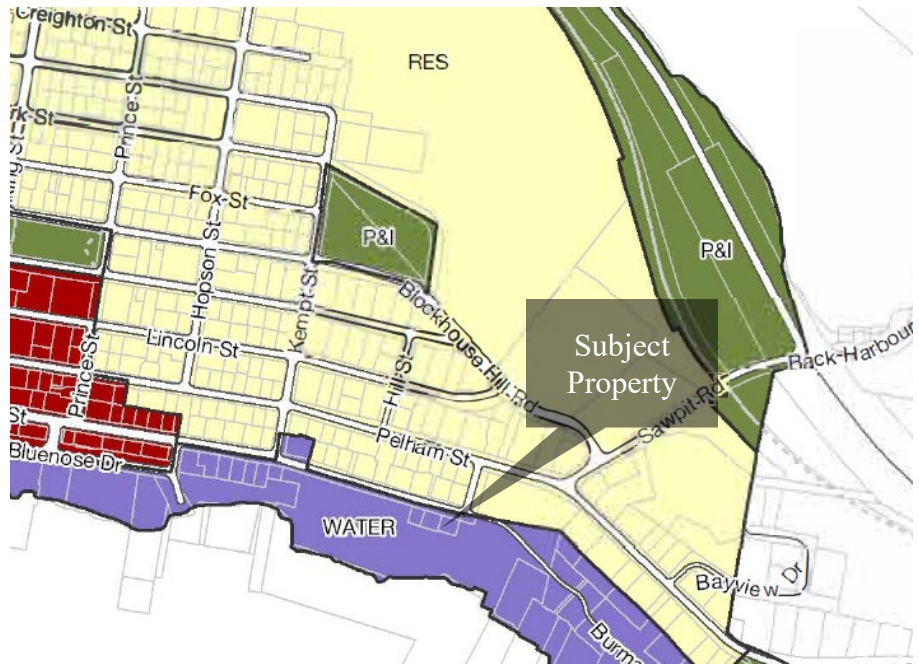 Creighton St
RES
Prince St
rk St
Fox St
P&I
P&I
Hopson St
Kempt St
Blockhouse Hill Rd
Subject
Property
Back Harbour
Lincoln St
Hill St
Sawpit Rd
Prince St
St
Pelham St
Bluenose Dr
WATER
Bayview Dr
Burma